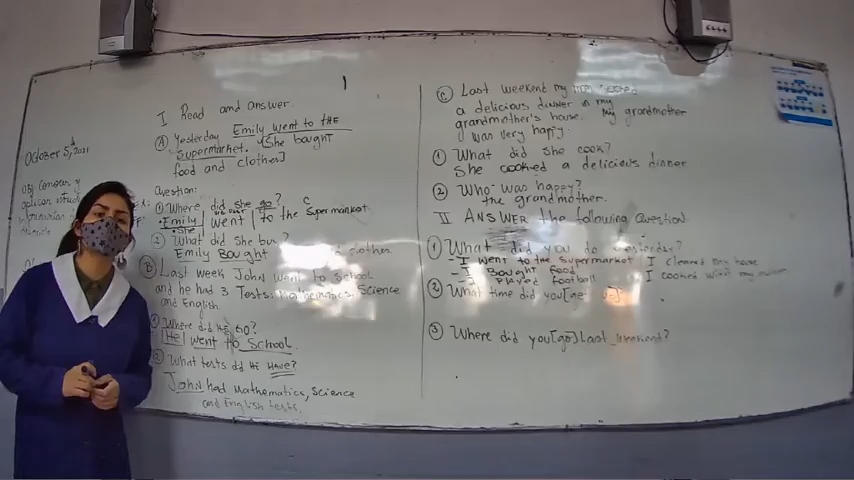 October 5th, 2021
I Read and answer
Ⓐ Yesterday Emily went to the
Supermarket. (She bought
food and clothes)
Question:
① Where did she go?
Emily went to the supermarket
She
② What did she buy?
Emily Bought clothes
Ⓑ Last week John went to School
and he had 3 Tests: Mathematics, Science
and English
① Where did he go?
He went to School.
② What tests did He Have?
John had Mathematics, Science
and English tests.
Ⓒ Last weekend my mom cooked
a delicious dinner in my
grandmother's house. My grandmother
was very happy.
① What did she cook?
She cooked a delicious dinner
② Who was happy?
the grandmother.
II Answer the following Question
① What did you do yesterday?
- I went to the supermarket I cleaned my house
- I Bought food I cooked with my
- I played football
② What time did you
③ Where did you [go] Last weekend?